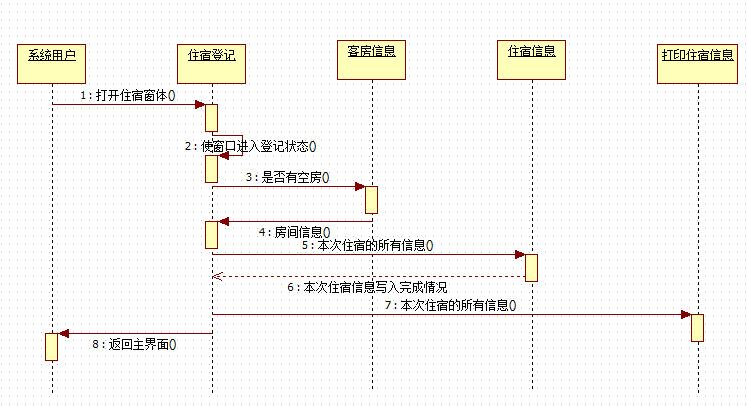 系统用户
住宿登记
客房信息
住宿信息
打印住宿信息
1 : 打开住宿窗体()
2 : 使窗口进入登记状态()
3 : 是否有空房()
4 : 房间信息()
5 : 本次住宿的所有信息()
6 : 本次住宿信息写入完成情况
7 : 本次住宿的所有信息()
8 : 返回主界面()